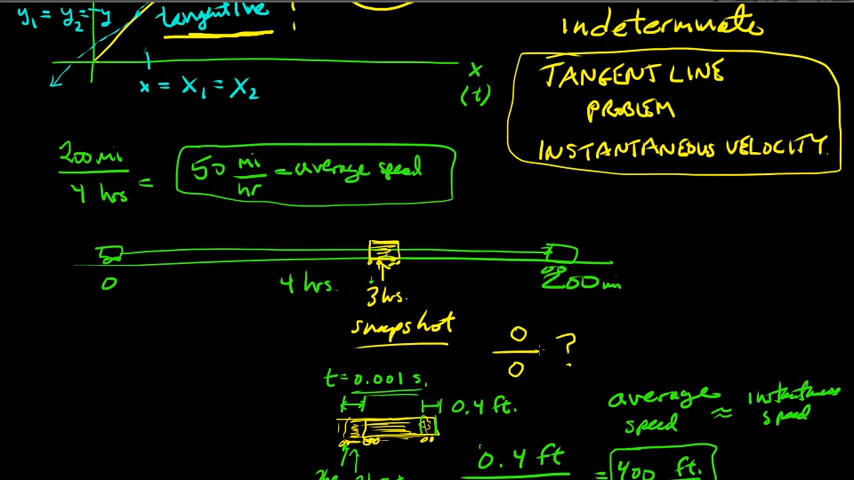 y₁ = y₂ = y
tangent line !
x = X₁ = X₂
x
(t)
indeterminate
TANGENT LINE
PROBLEM
INSTANTANEOUS VELOCITY
200 mi / 4 hrs = 50 mi/hr = average speed
0
4 hrs.
3 hrs.
200 mi
snapshot
0/0 ?
t = 0.001 s.
0.4 ft.
average speed ≈ instantaneous speed
0.4 ft
= 400 ft.